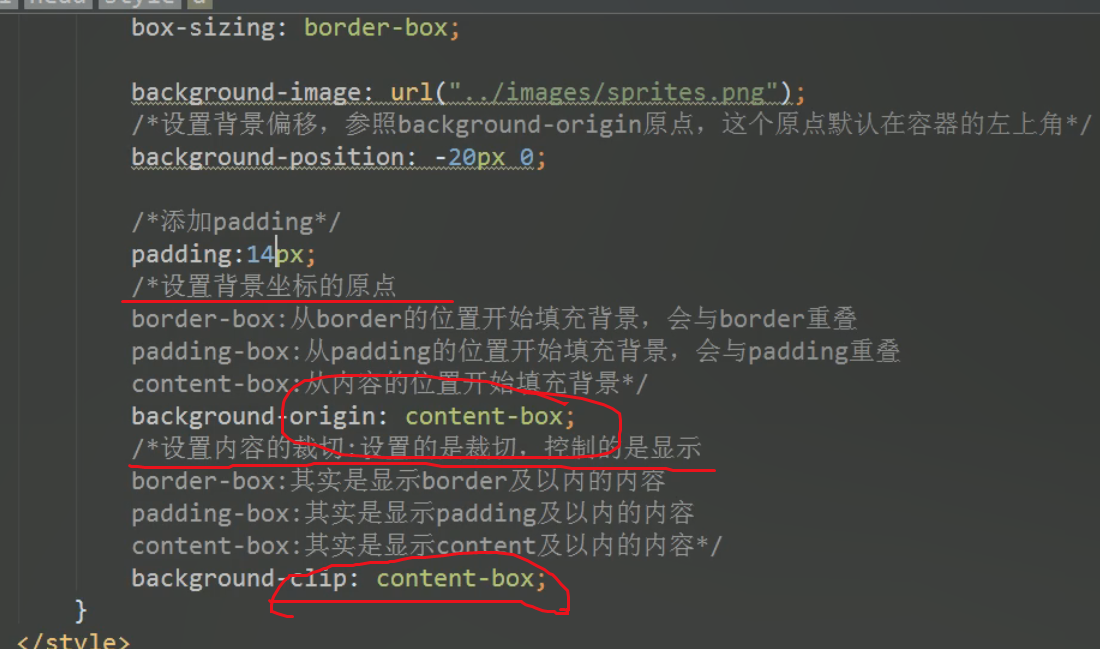 head style a
box-sizing: border-box;
background-image: url("../images/sprites.png");
/*设置背景偏移，参照background-origin原点，这个原点默认在容器的左上角*/
background-position: -20px 0;
/*添加padding*/
padding:14px;
/*设置背景坐标的原点
border-box:从border的位置开始填充背景，会与border重叠
padding-box:从padding的位置开始填充背景，会与padding重叠
content-box:从内容的位置开始填充背景*/
background-origin: content-box;
/*设置内容的裁切:设置的是裁切，控制的是显示
border-box:其实是显示border及以内的内容
padding-box:其实是显示padding及以内的内容
content-box:其实是显示content及以内的内容*/
background-clip: content-box;
}
</style>